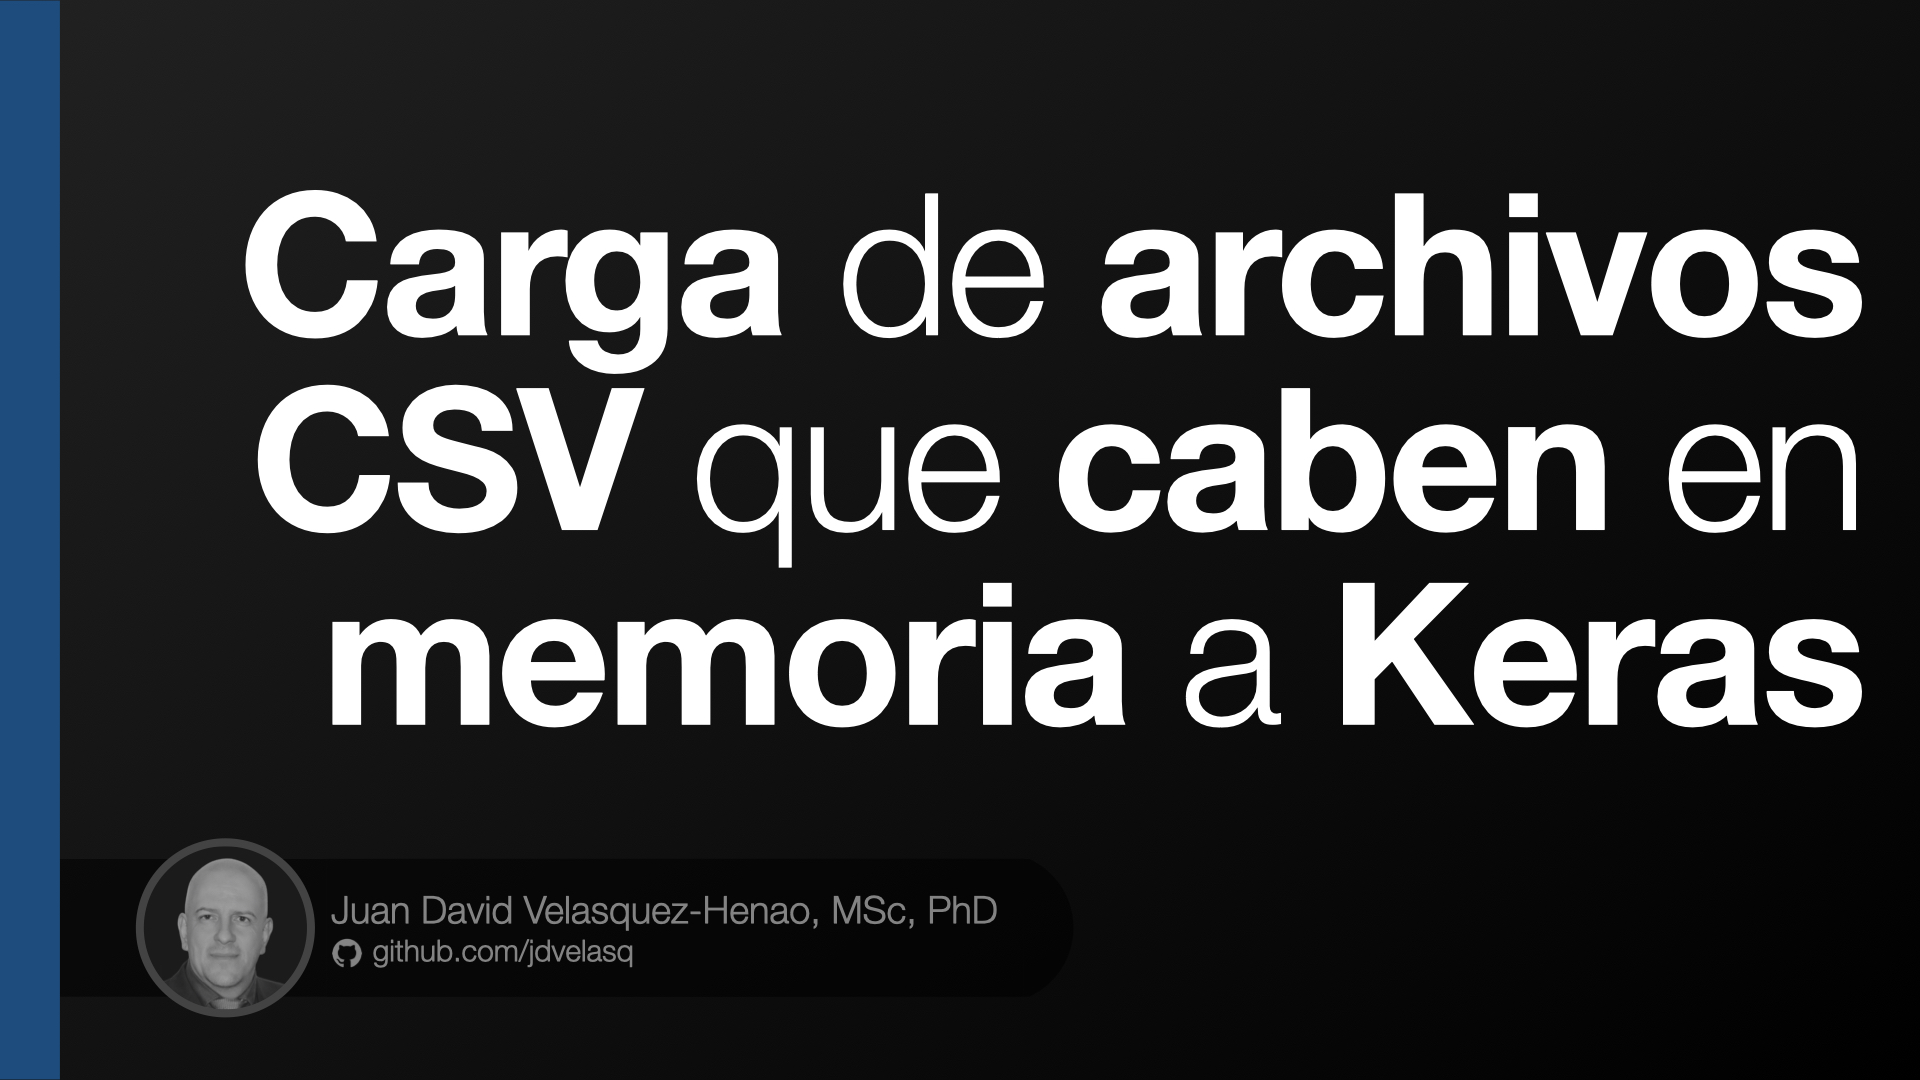 Carga de archivos
CSV que caben en
memoria a Keras
Juan David Velasquez-Henao, MSc, PhD
github.com/jdvelasq